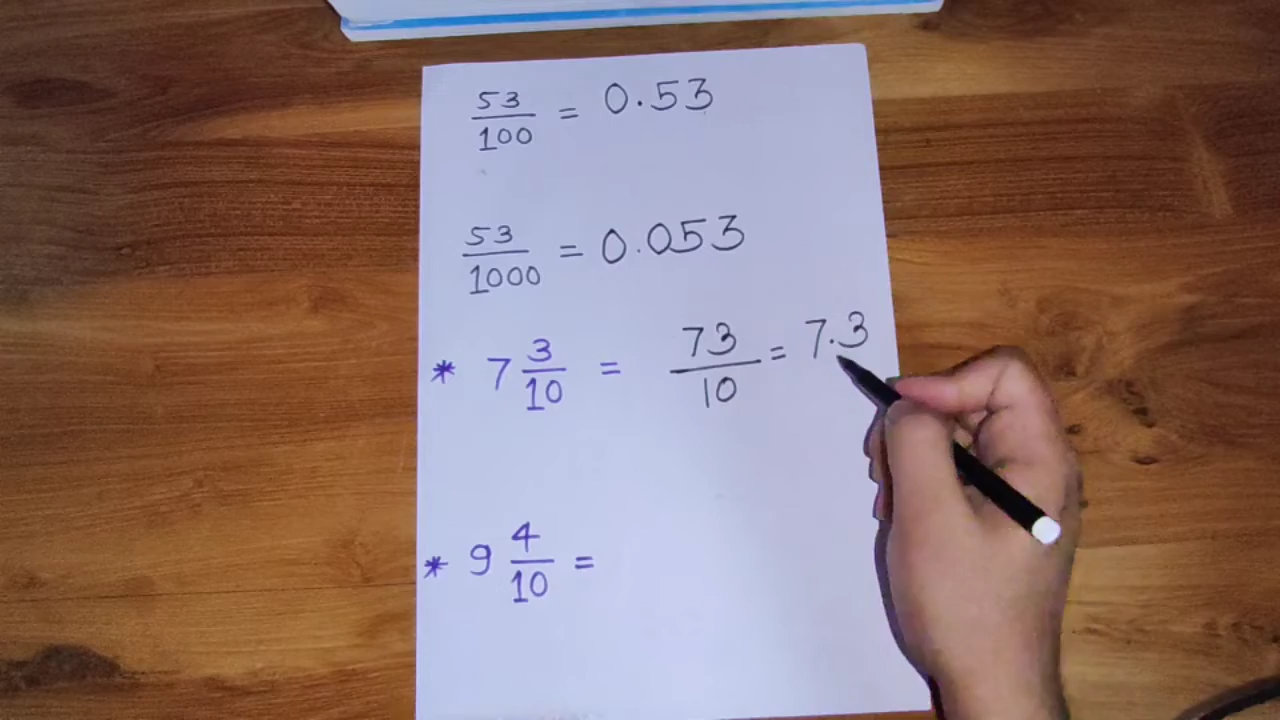 53/100 = 0.53
53/1000 = 0.053
* 7 3/10 = 73/10 = 7.3
* 9 4/10 =